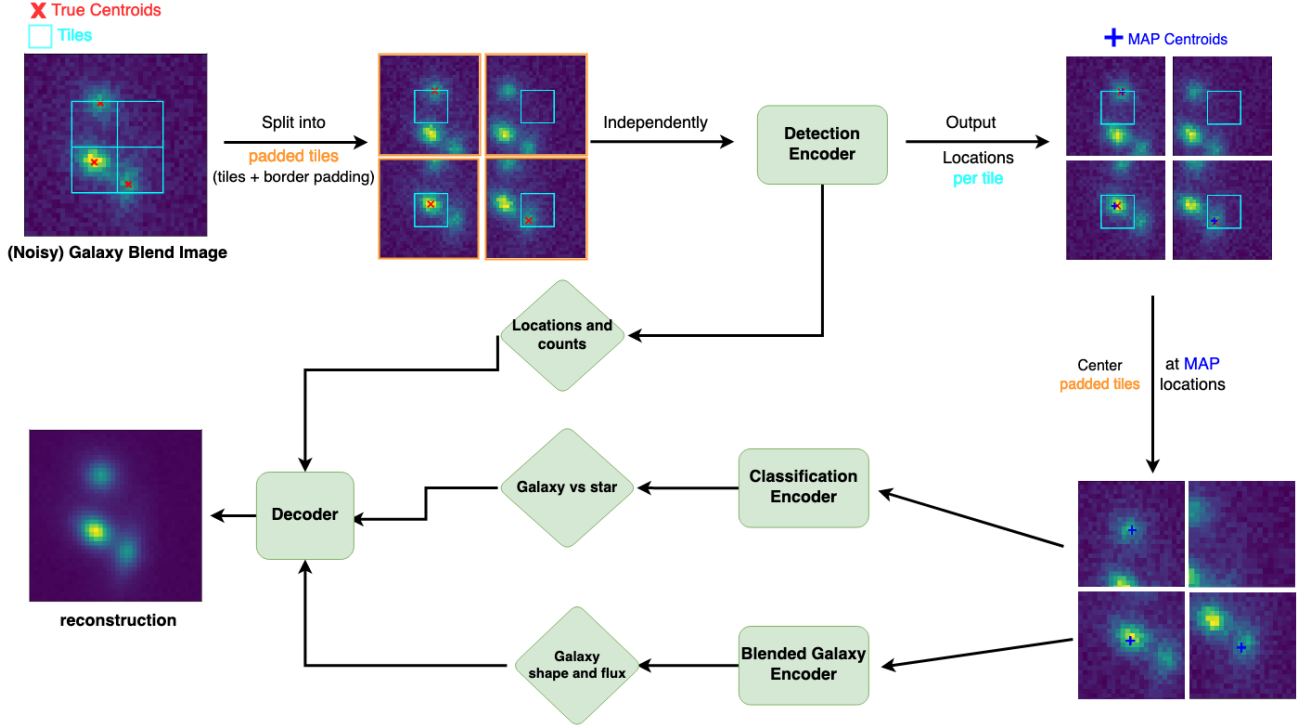 True Centroids
Tiles
(Noisy) Galaxy Blend Image
Split into
padded tiles
(tiles + border padding)
Independently
Detection
Encoder
Output
Locations
per tile
MAP Centroids
Locations and
counts
Center
padded tiles
at MAP
locations
Galaxy vs star
Classification
Encoder
Decoder
reconstruction
Galaxy
shape and flux
Blended Galaxy
Encoder